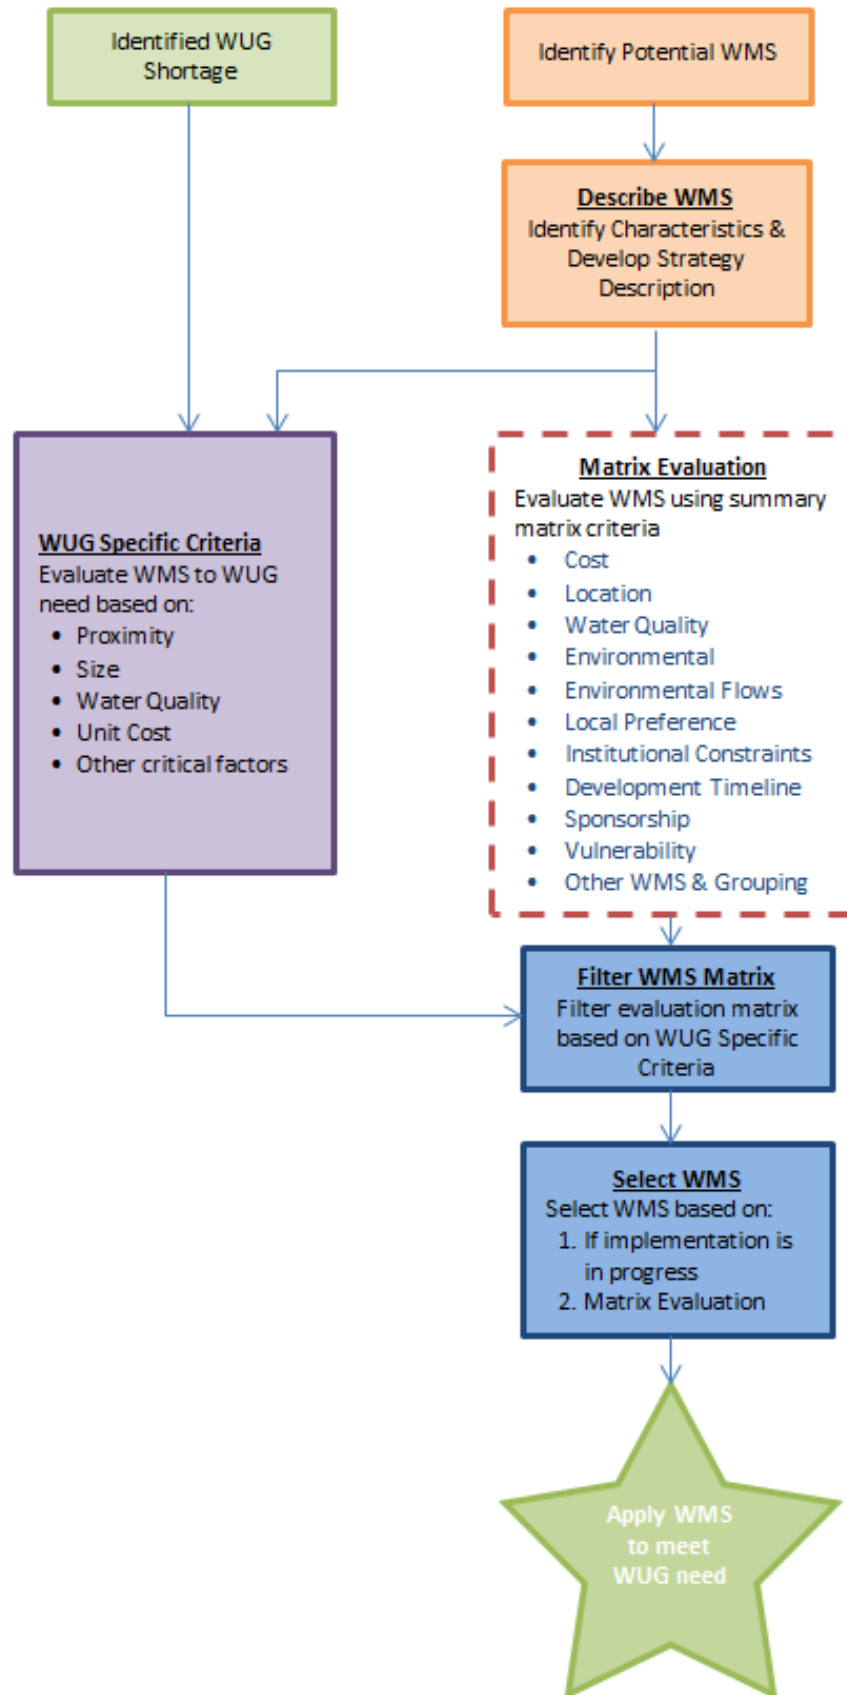 Identified WUG
Shortage
Identify Potential WMS
Describe WMS
Identify Characteristics &
Develop Strategy
Description
WUG Specific Criteria
Evaluate WMS to WUG
need based on:
• Proximity
• Size
• Water Quality
• Unit Cost
• Other critical factors
Matrix Evaluation
Evaluate WMS using summary
matrix criteria
• Cost
• Location
• Water Quality
• Environmental
• Environmental Flows
• Local Preference
• Institutional Constraints
• Development Timeline
• Sponsorship
• Vulnerability
• Other WMS & Grouping
Filter WMS Matrix
Filter evaluation matrix
based on WUG Specific
Criteria
Select WMS
Select WMS based on:
1. If implementation is
in progress
2. Matrix Evaluation
Apply WMS
to meet
WUG need